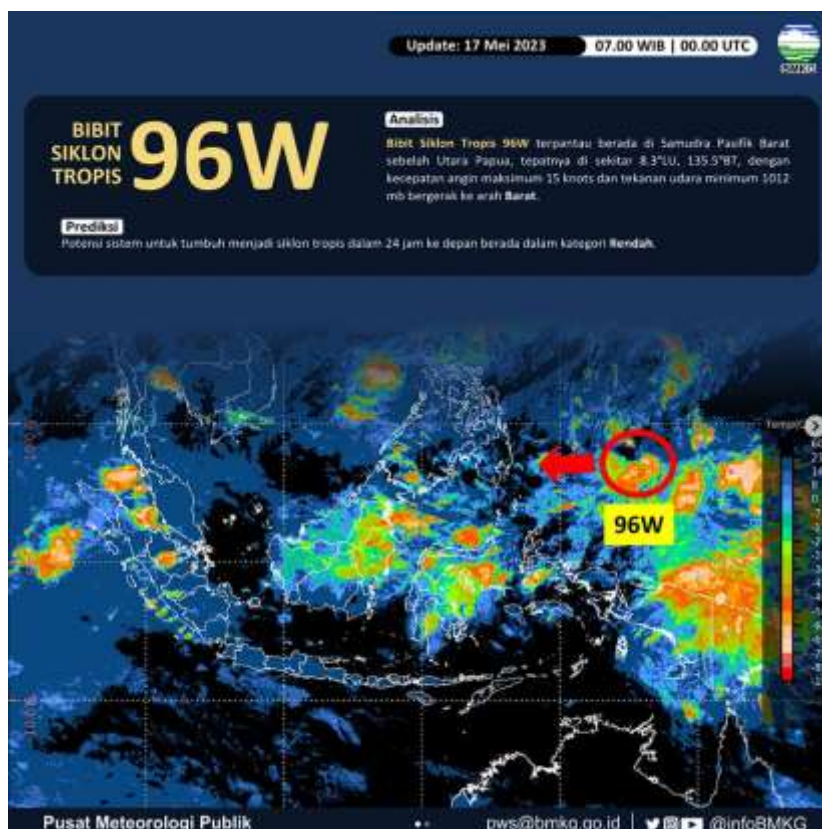 Update: 17 Mei 2023
07.00 WIB | 00.00 UTC
BMKG
BIBIT
SIKLON
TROPIS
96W
Analisis
Bibit Siklon Tropis 96W terpantau berada di Samudra Pasifik Barat
sebelah Utara Papua, tepatnya di sekitar 8.3°LU, 135.5°BT, dengan
kecepatan angin maksimum 15 knots dan tekanan udara minimum 1012
mb bergerak ke arah Barat.
Prediksi
Potensi sistem untuk tumbuh menjadi siklon tropis dalam 24 jam ke depan berada dalam kategori Rendah.
96W
Pusat Meteorologi Publik
pws@bmkg.go.id | @infoBMKG